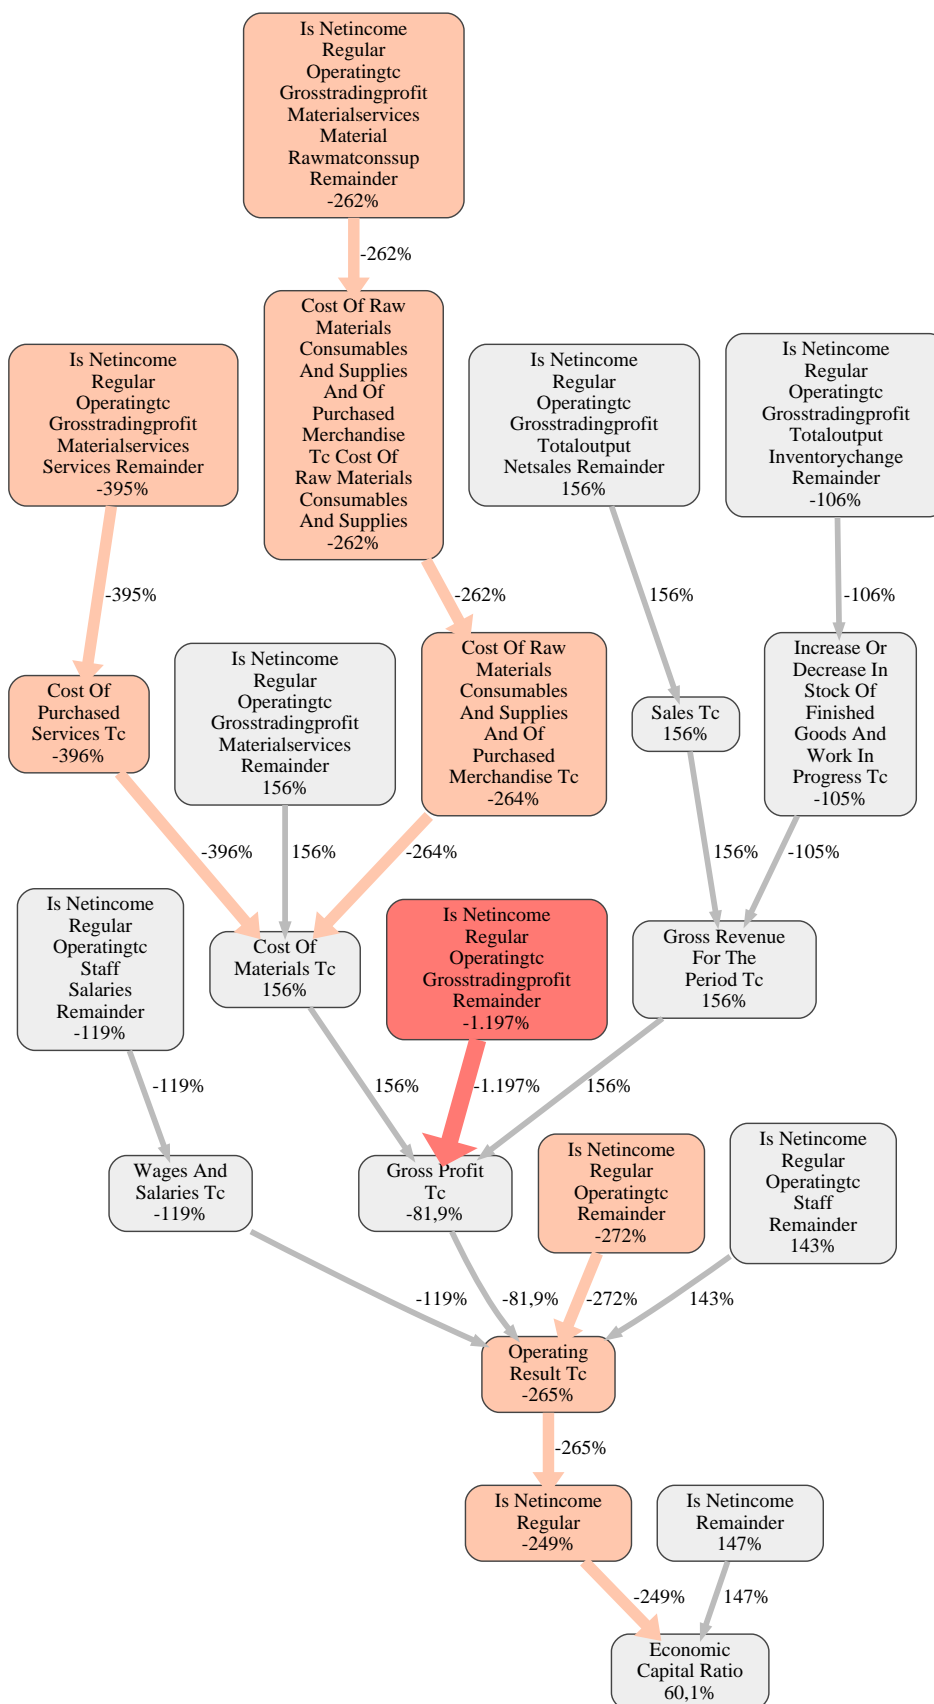 Is Netincome
Regular
Operatingtc
Grosstradingprofit
Materialservices
Material
Rawmatconssup
Remainder
-262%
-262%
Cost Of Raw
Materials
Consumables
And Supplies
And Of
Purchased
Merchandise
Tc Cost Of
Raw Materials
Consumables
And Supplies
-262%
Is Netincome
Regular
Operatingtc
Grosstradingprofit
Materialservices
Services Remainder
-395%
Is Netincome
Regular
Operatingtc
Grosstradingprofit
Totaloutput
Netsales Remainder
156%
Is Netincome
Regular
Operatingtc
Grosstradingprofit
Totaloutput
Inventorychange
Remainder
-106%
-395%
-262%
156%
-106%
Cost Of
Purchased
Services Tc
-396%
Is Netincome
Regular
Operatingtc
Grosstradingprofit
Materialservices
Remainder
156%
Cost Of Raw
Materials
Consumables
And Supplies
And Of
Purchased
Merchandise Tc
-264%
Sales Tc
156%
Increase Or
Decrease In
Stock Of
Finished
Goods And
Work In
Progress Tc
-105%
-396%
156%
-264%
156%
-105%
Is Netincome
Regular
Operatingtc
Staff
Salaries
Remainder
-119%
Cost Of
Materials Tc
156%
Is Netincome
Regular
Operatingtc
Grosstradingprofit
Remainder
-1.197%
Gross Revenue
For The
Period Tc
156%
-119%
156%
-1.197%
156%
Wages And
Salaries Tc
-119%
Gross Profit
Tc
-81,9%
Is Netincome
Regular
Operatingtc
Remainder
-272%
Is Netincome
Regular
Operatingtc
Staff
Remainder
143%
-119%
-81,9%
-272%
143%
Operating
Result Tc
-265%
-265%
Is Netincome
Regular
-249%
Is Netincome
Remainder
147%
-249%
147%
Economic
Capital Ratio
60,1%